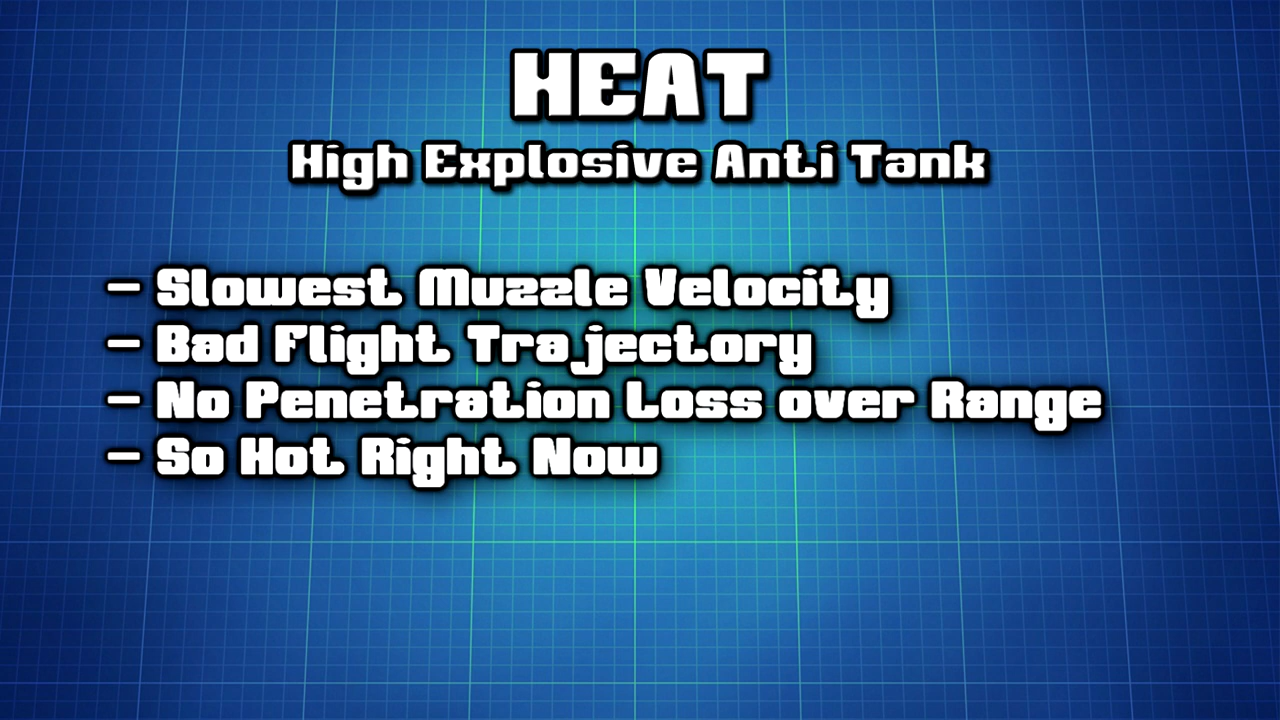 HEAT
High Explosive Anti Tank
- Slowest Muzzle Velocity
- Bad Flight Trajectory
- No Penetration Loss over Range
- So Hot Right Now